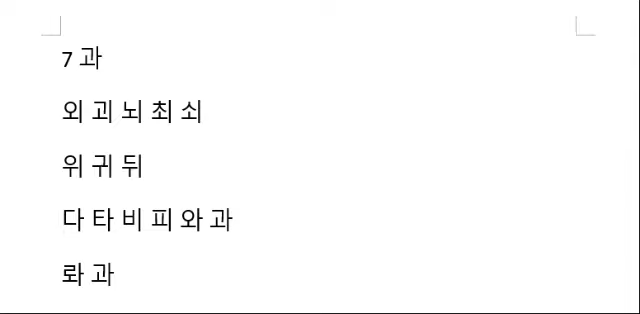 7 과
외 괴 뇌 최 쇠
위 귀 뒤
다 타 비 피 와 과
롸 과